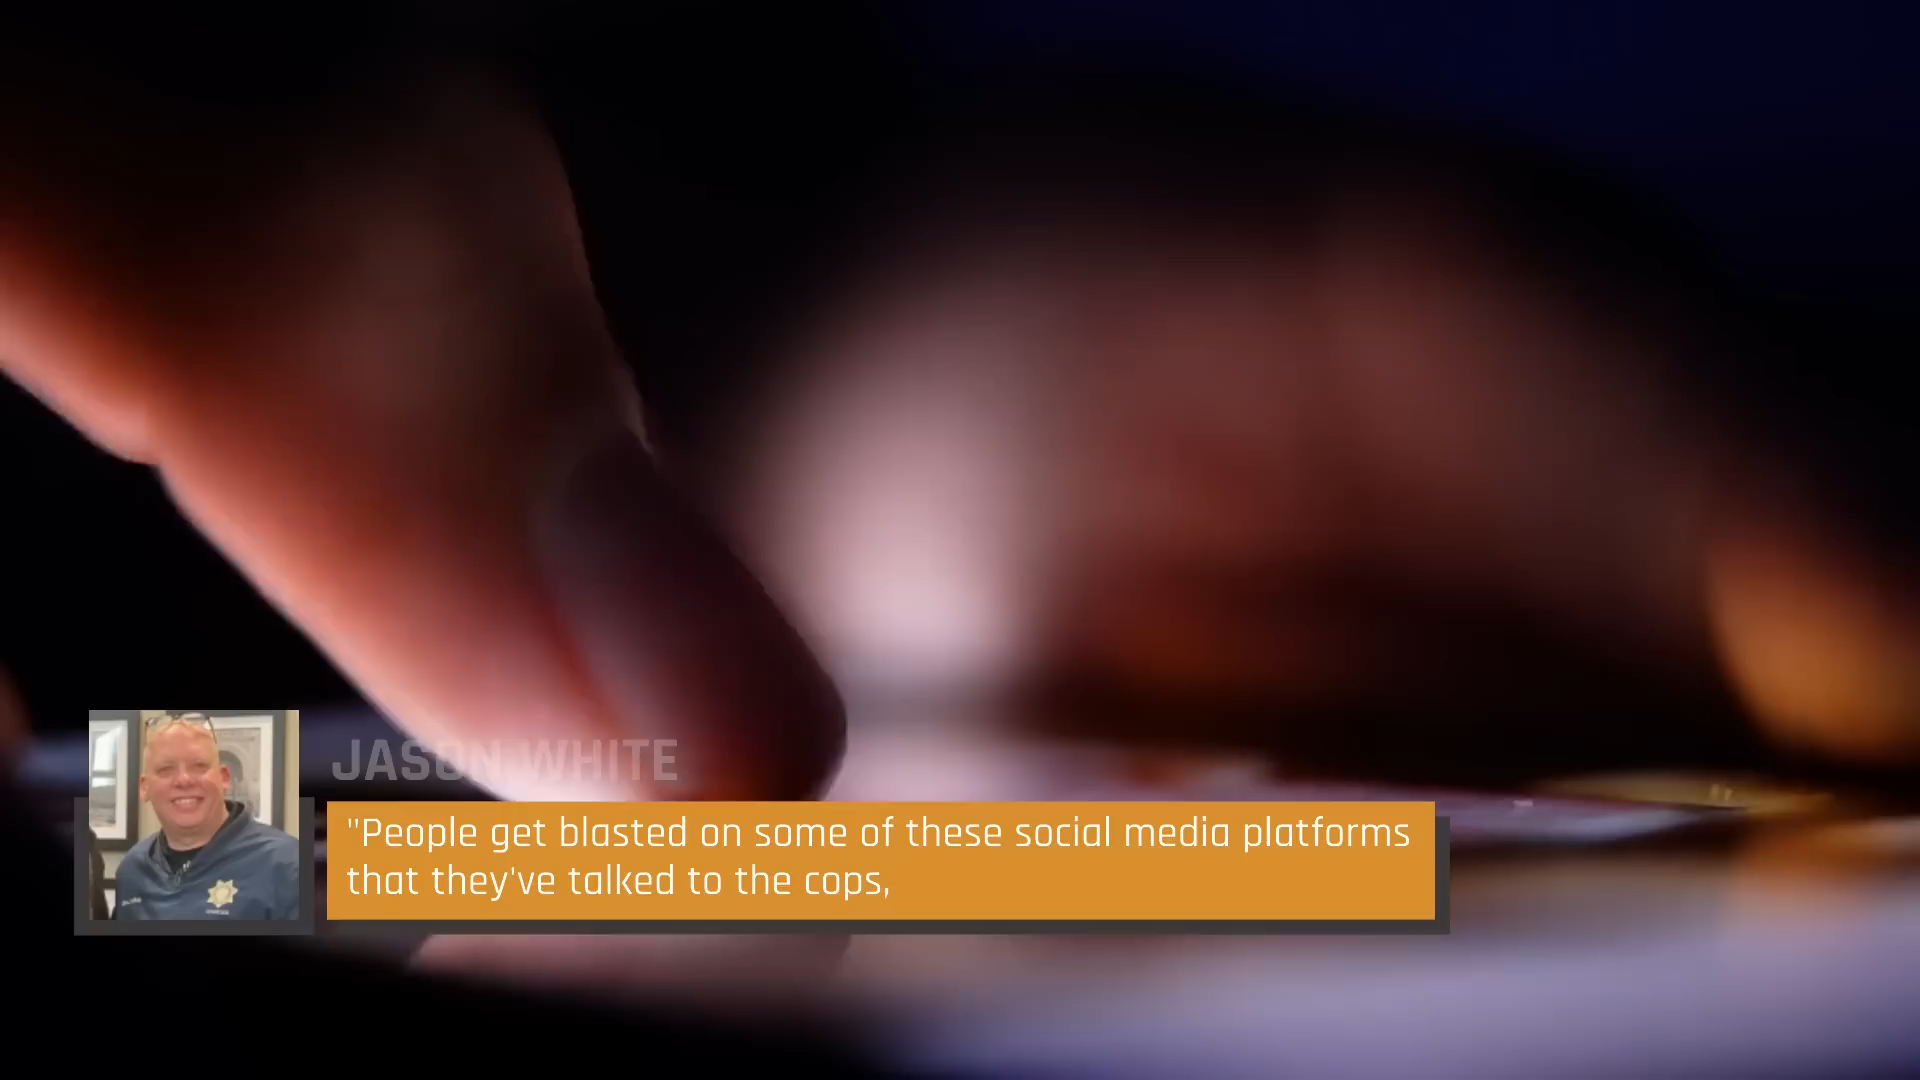 JASON WHITE
"People get blasted on some of these social media platforms
that they've talked to the cops,